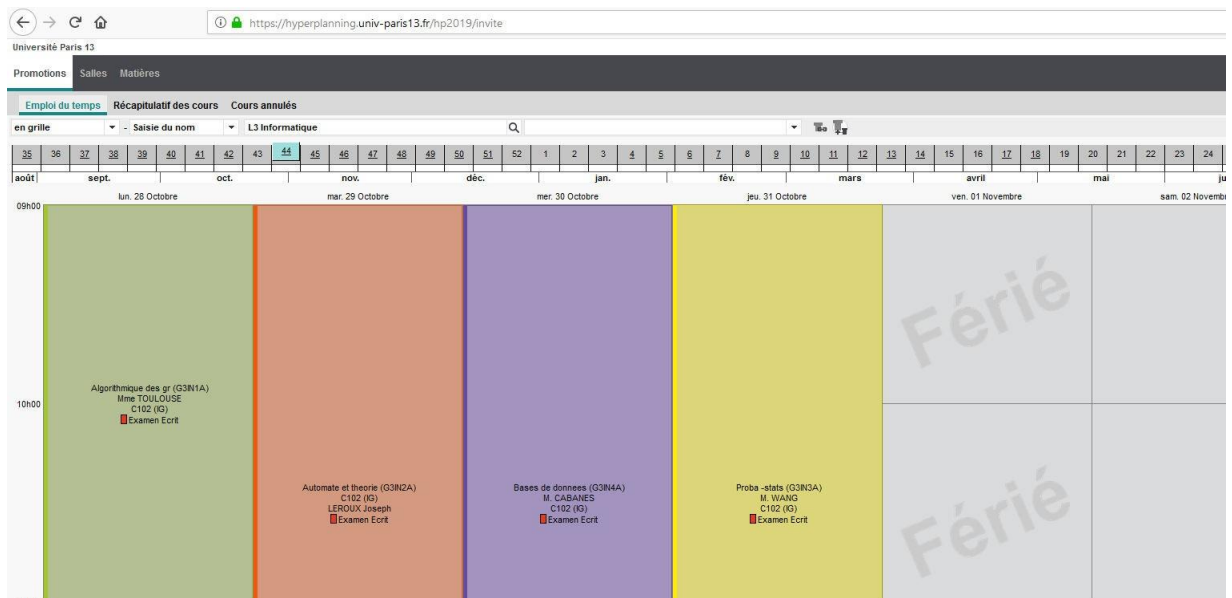 https://hyperplanning.univ-paris13.fr/hp2019/invite
Université Paris 13
Promotions Salles Matières
Emploi du temps Récapitulatif des cours Cours annulés
en grille - Saisie du nom L3 Informatique
35 36 37 38 39 40 41 42 43 44 45 46 47 48 49 50 51 52 1 2 3 4 5 6 7 8 9 10 11 12 13 14 15 16 17 18 19 20 21 22 23 24
août sept. oct. nov. déc. jan. fév. mars avril mai ju
lun. 28 Octobre mar. 29 Octobre mer. 30 Octobre jeu. 31 Octobre ven. 01 Novembre sam. 02 Novembr
09h00
Férié
Algorithmique des gr (G3IN1A)
Mme TOULOUSE
C102 (IG)
Examen Ecrit
10h00
Automate et theorie (G3IN2A)
C102 (IG)
LEROUX Joseph
Examen Ecrit
Bases de donnees (G3IN4A)
M. CABANES
C102 (IG)
Examen Ecrit
Proba -stats (G3IN3A)
M. WANG
C102 (IG)
Examen Ecrit
Férié